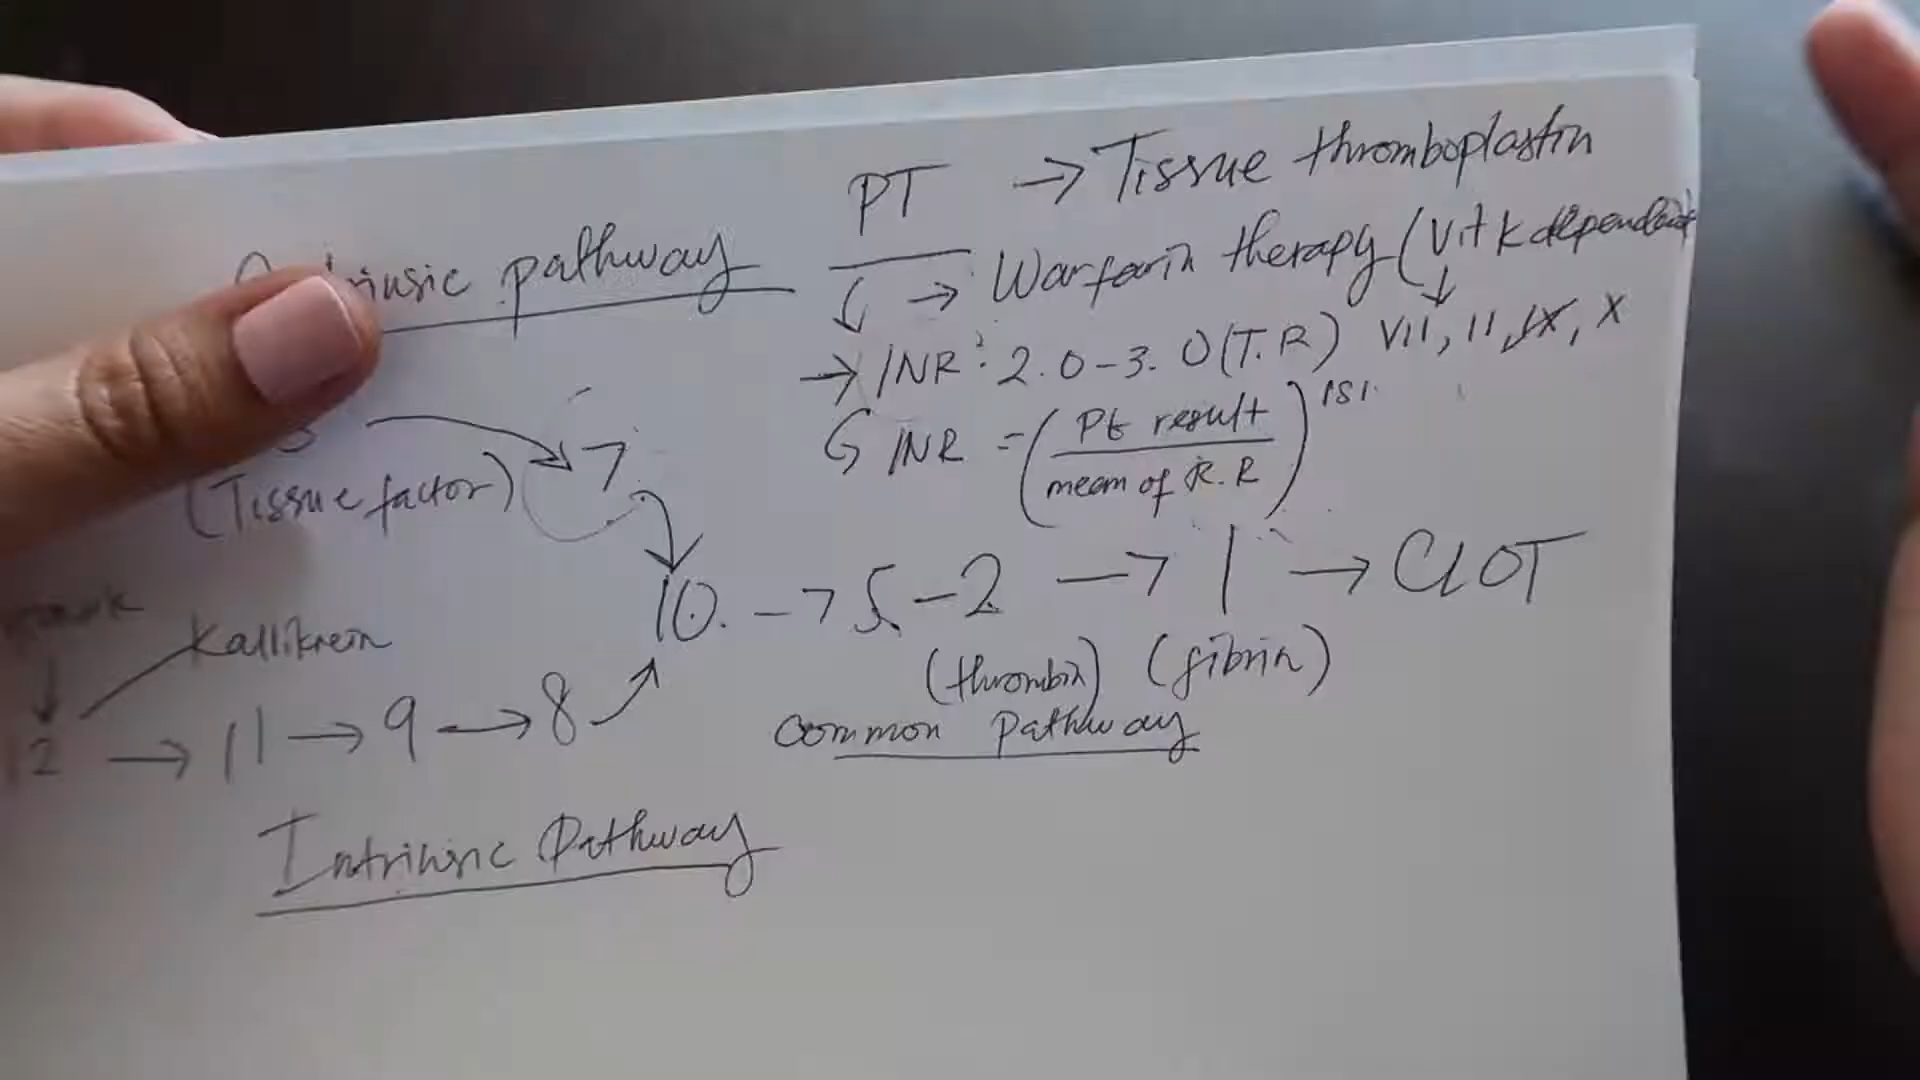 PT → Tissue thromboplastin
pathway
→ Warfarin therapy (Vit K dependent
→ INR: 2.0-3.0 (T.R) VII, II, IX, X
INR = (Pt result / mean of R.R) ISI
3 → 7
(Tissue factor)
10 → 5 - 2 → 1 → CLOT
(thrombin) (fibrin)
Kallikrein
Common Pathway
12 → 11 → 9 → 8
Intrinsic Pathway